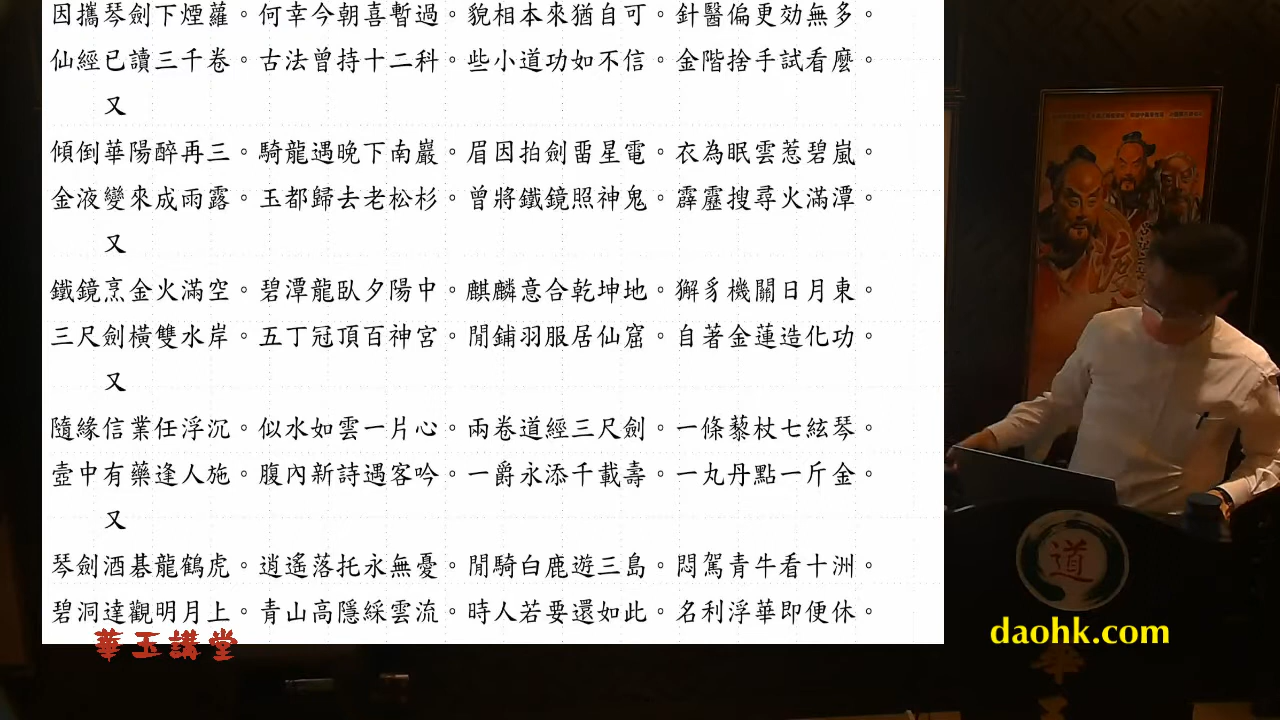 因攜琴劍下煙蘿。何幸今朝喜暫過。貌相本來猶自可。針醫偏更効無多。
仙經已讀三千卷。古法曾持十二科。些小道功如不信。金階捨手試看麼。
又
傾倒華陽醉再三。騎龍遇晚下南巖。眉因拍劍畱星電。衣為眠雲惹碧嵐。
金液變來成雨露。玉都歸去老松杉。曾將鐵鏡照神鬼。霹靂搜尋火滿潭。
又
鐵鏡烹金火滿空。碧潭龍臥夕陽中。麒麟意合乾坤地。獬豸機關日月東。
三尺劍橫雙水岸。五丁冠頂百神宮。閒鋪羽服居仙窟。自著金蓮造化功。
又
隨緣信業任浮沉。似水如雲一片心。兩卷道經三尺劍。一條藜杖七絃琴。
壺中有藥逢人施。腹內新詩遇客吟。一爵永添千載壽。一丸丹點一斤金。
又
琴劍酒碁龍鶴虎。逍遙落托永無憂。閒騎白鹿遊三島。悶駕青牛看十洲。
碧洞達觀明月上。青山高隱綵雲流。時人若要還如此。名利浮華即便休。
華玉講堂
道
daohk.com
華